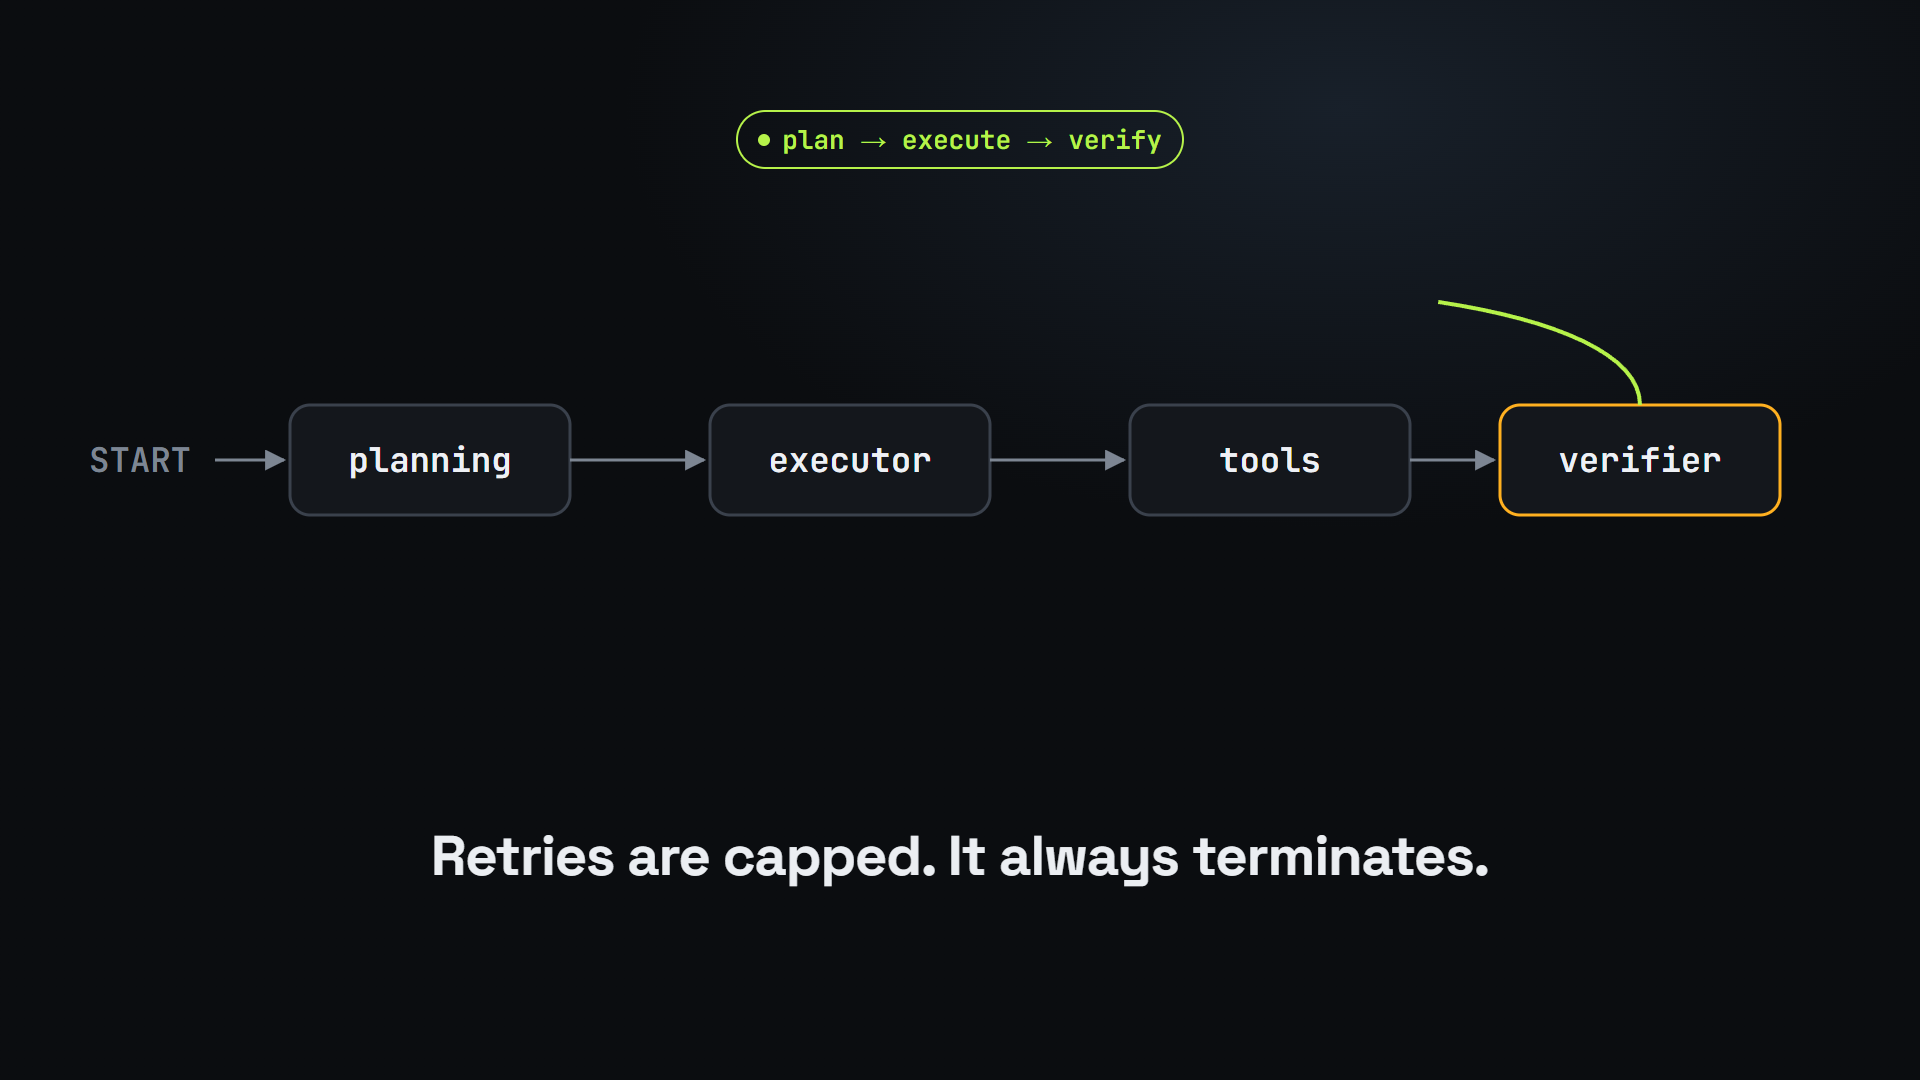 plan → execute → verify
START
planning
executor
tools
verifier
Retries are capped. It always terminates.